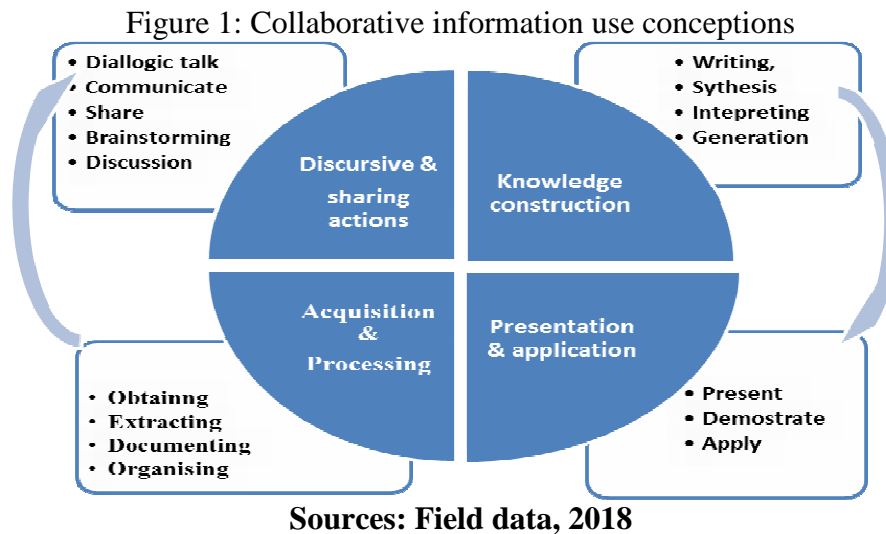 Figure 1: Collaborative information use conceptions
• Diallogic talk
• Communicate
• Share
• Brainstorming
• Discussion
• Writing,
• Sythesis
• Intepreting
• Generation
Discursive &
sharing
actions
Knowledge
construction
Acquisition
&
Processing
Presentation
& application
• Obtainng
• Extracting
• Documenting
• Organising
• Present
• Demostrate
• Apply
Sources: Field data, 2018